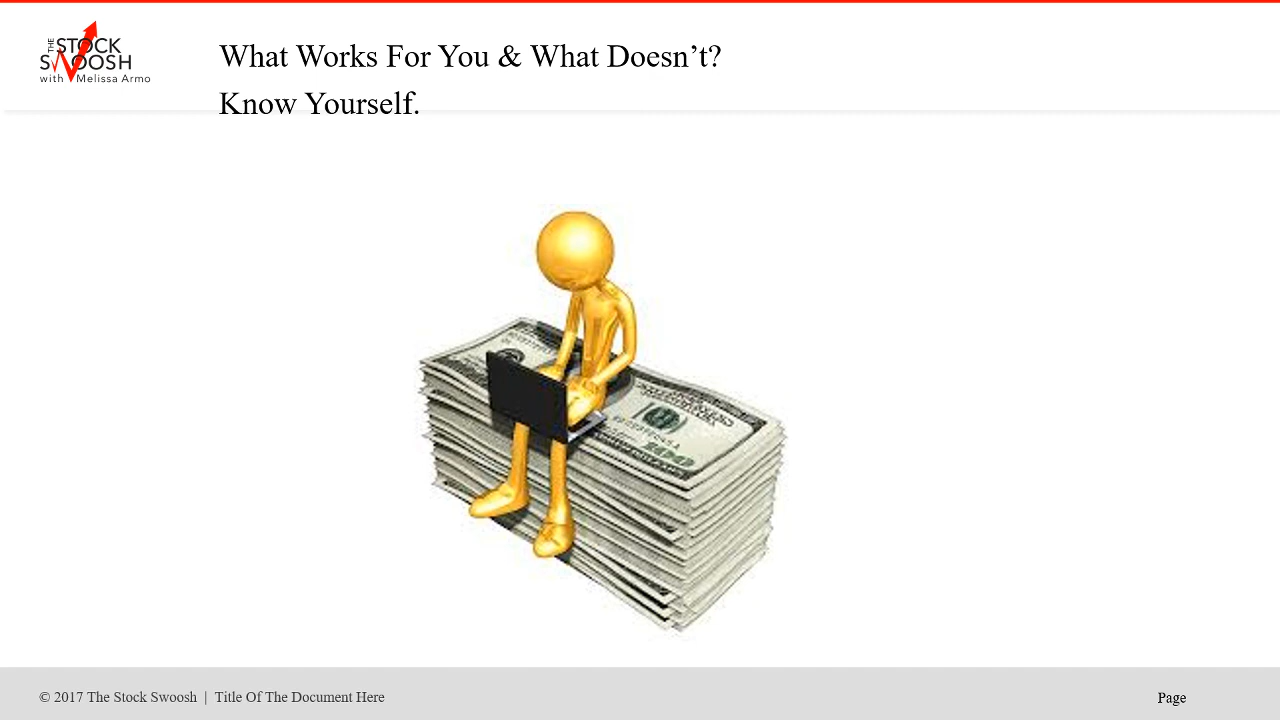 THE STOCK
SWOOSH
with Melissa Armo
What Works For You & What Doesn’t?
Know Yourself.
100
© 2017 The Stock Swoosh | Title Of The Document Here
Page